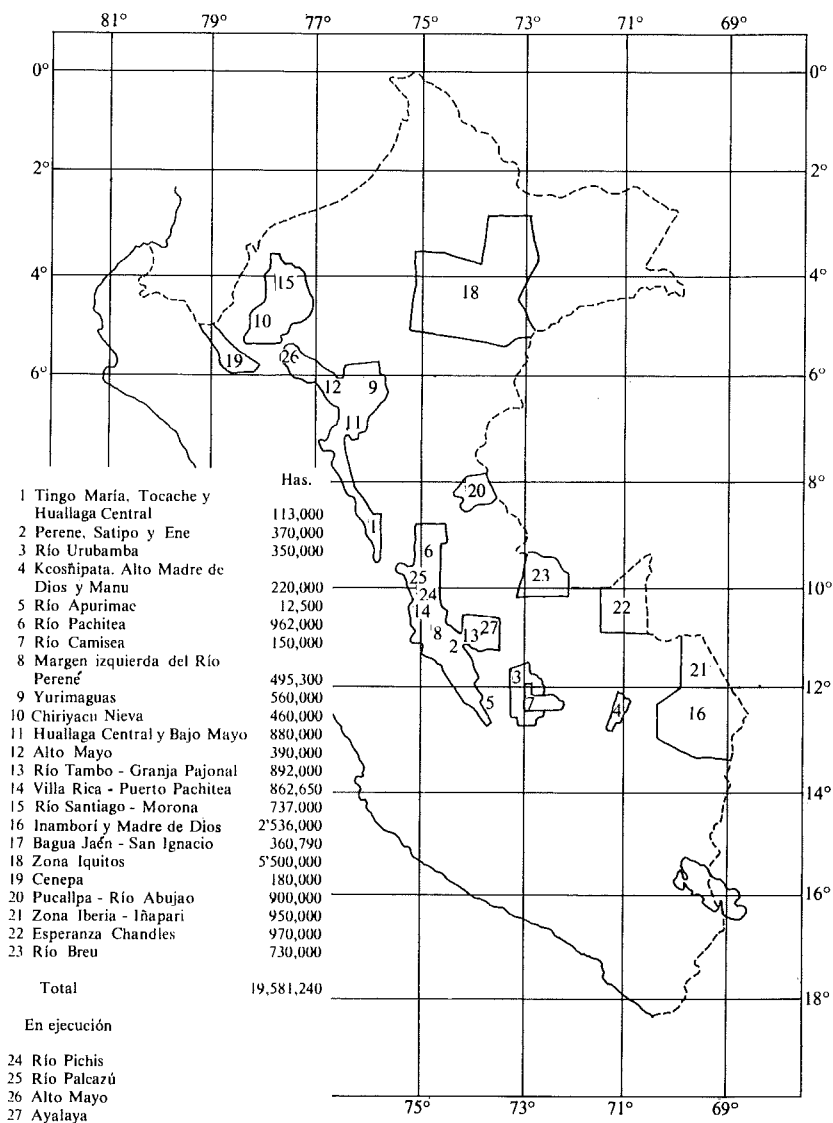 81° 79° 77° 75° 73° 71° 69°
0° 0°
2° 2°
4° 15 18 4°
10
19 26
6° 12 9 6°
11
8° 20 8°
Has.
1 Tingo María, Tocache y
Huallaga Central 113,000
2 Perene, Satipo y Ene 370,000
3 Río Urubamba 350,000
4 Kcosñipata. Alto Madre de
Dios y Manu 220,000
5 Río Apurimac 12,500
6 Río Pachitea 962,000
7 Río Camisea 150,000
8 Margen izquierda del Río
Perené 495,300
9 Yurimaguas 560,000
10 Chiriyacu Nieva 460,000
11 Huallaga Central y Bajo Mayo 880,000
12 Alto Mayo 390,000
13 Río Tambo - Granja Pajonal 892,000
14 Villa Rica - Puerto Pachitea 862,650
15 Río Santiago - Morona 737,000
16 Inamborí y Madre de Dios 2'536,000
17 Bagua Jaén - San Ignacio 360,790
18 Zona Iquitos 5'500,000
19 Cenepa 180,000
20 Pucallpa - Río Abujao 900,000
21 Zona Iberia - Iñapari 950,000
22 Esperanza Chandles 970,000
23 Río Breu 730,000
Total 19,581,240
En ejecución
24 Río Pichis
25 Río Palcazú
26 Alto Mayo
27 Ayalaya
1
6
25 23
24 10°
14 22
8 13 27
2
3 21
12°
5 7 4 16
14°
16°
18°
75° 73° 71° 69°